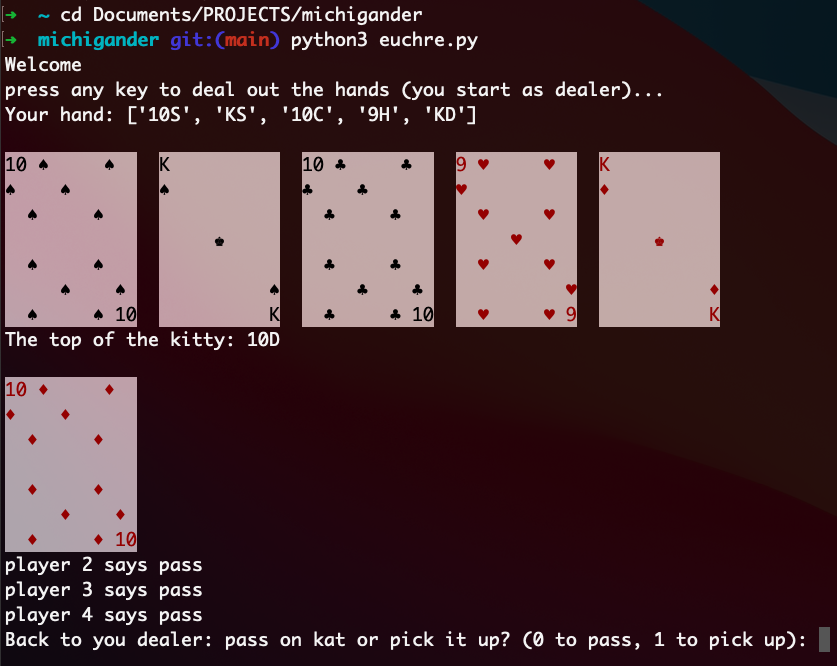 ➜  ~ cd Documents/PROJECTS/michigander
➜  michigander git:(main) python3 euchre.py
Welcome
press any key to deal out the hands (you start as dealer)...
Your hand: ['10S', 'KS', '10C', '9H', 'KD']
10 K 10 9 K
10 K 10 9 K
The top of the kitty: 10D
10
10
player 2 says pass
player 3 says pass
player 4 says pass
Back to you dealer: pass on kat or pick it up? (0 to pass, 1 to pick up):